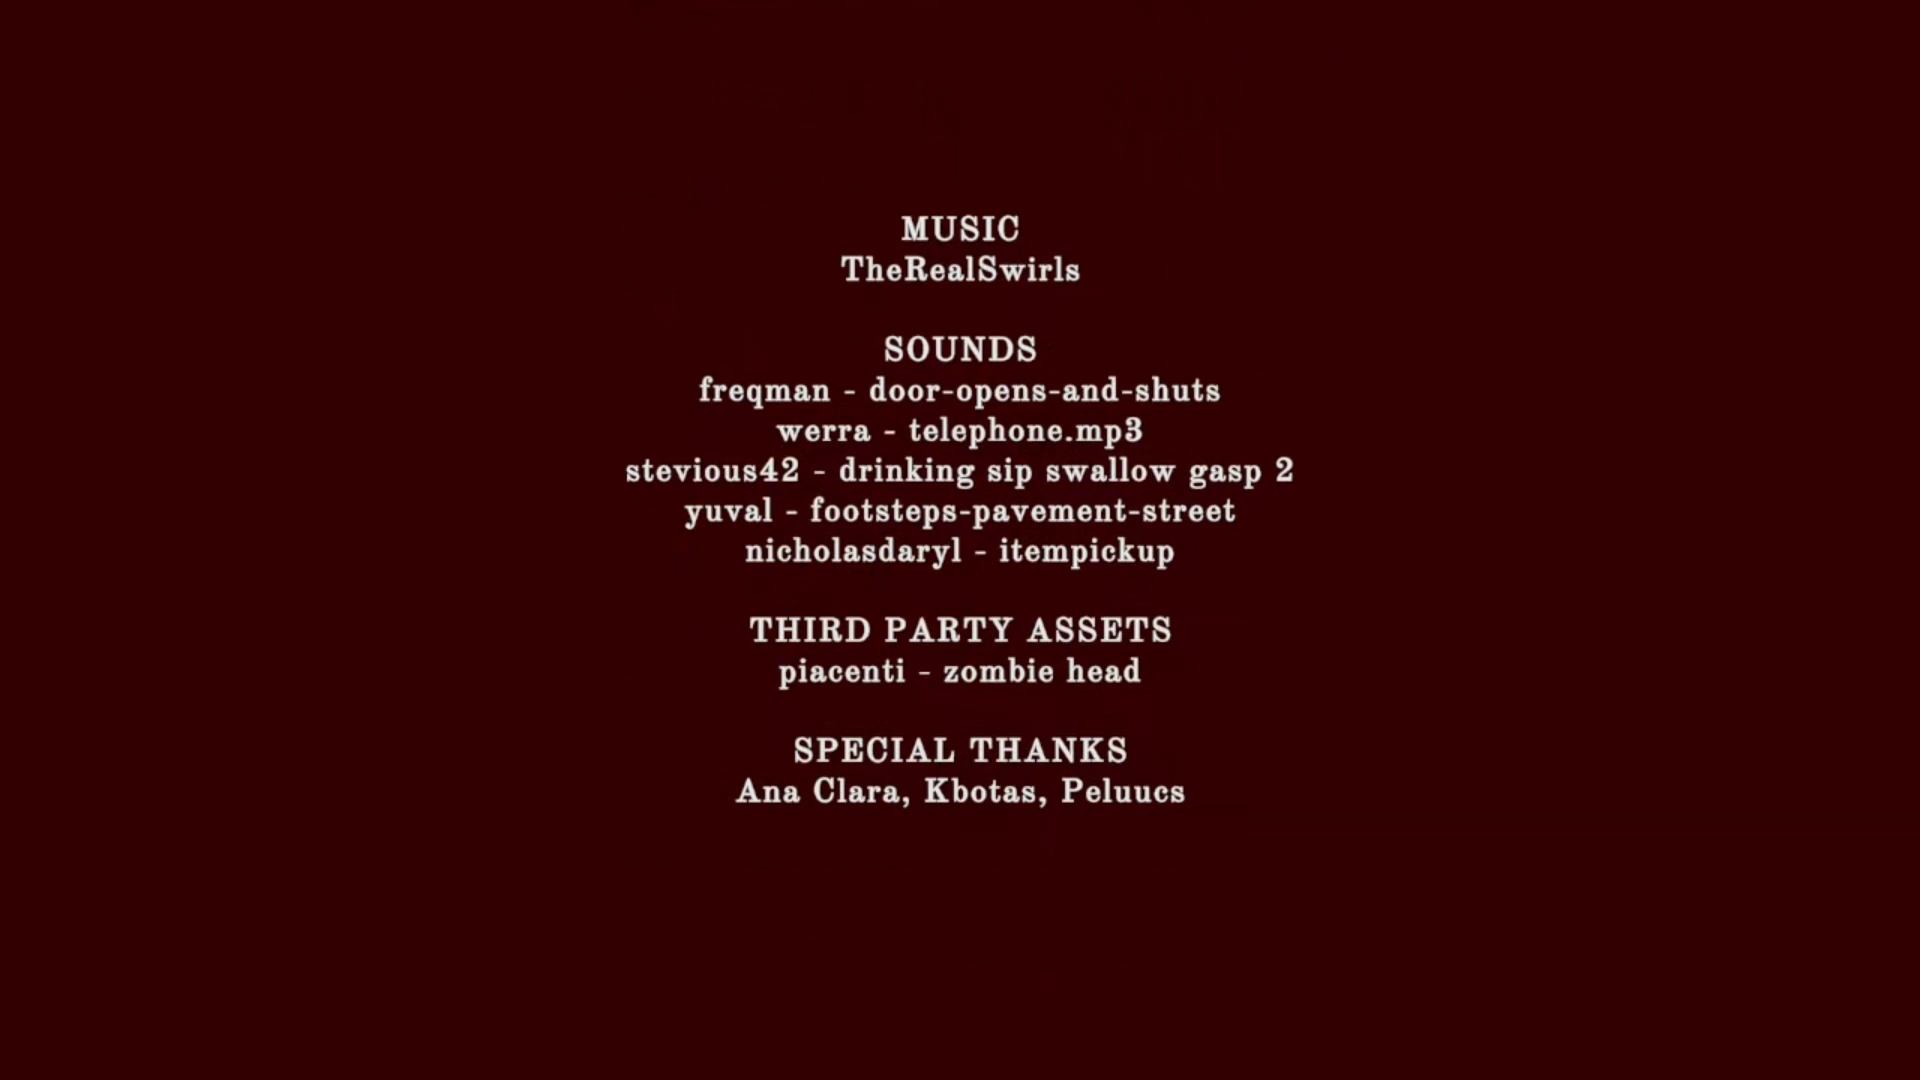 MUSIC
TheRealSwirls
SOUNDS
freqman - door-opens-and-shuts
werra - telephone.mp3
stevious42 - drinking sip swallow gasp 2
yuval - footsteps-pavement-street
nicholasdaryl - itempickup
THIRD PARTY ASSETS
piacenti - zombie head
SPECIAL THANKS
Ana Clara, Kbotas, Peluucs